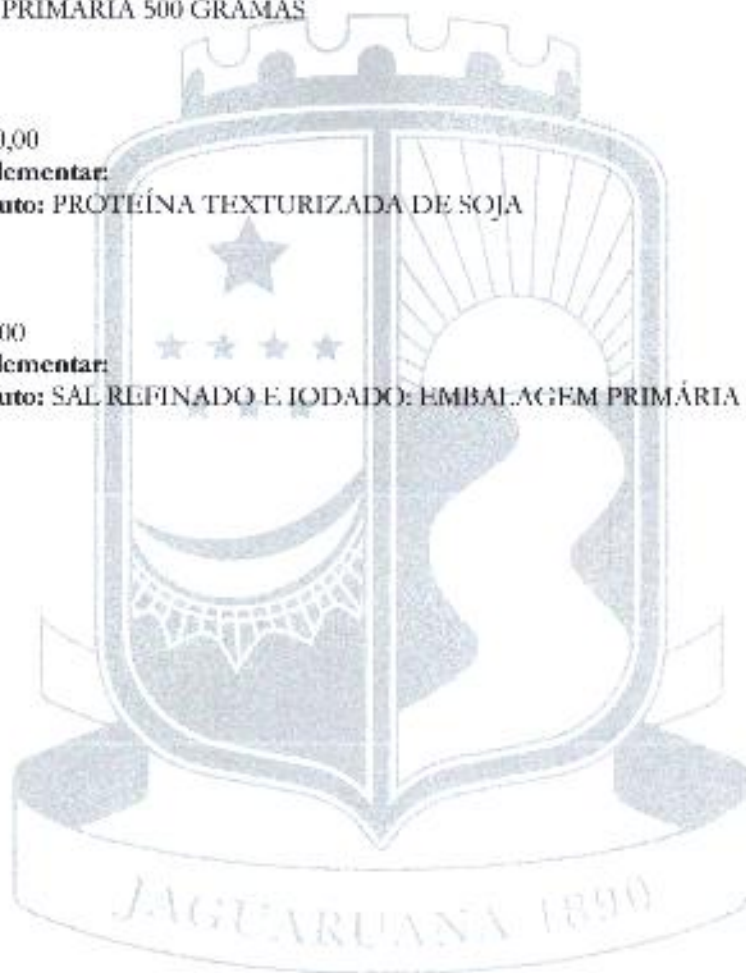 PRIMÁRIA 500 GRAMAS
0,00
lementar:
uto: PROTEÍNA TEXTURIZADA DE SOJA
00
lementar:
uto: SAL REFINADO E IODADO: EMBALAGEM PRIMÁRIA
JAGUARUANA 1890